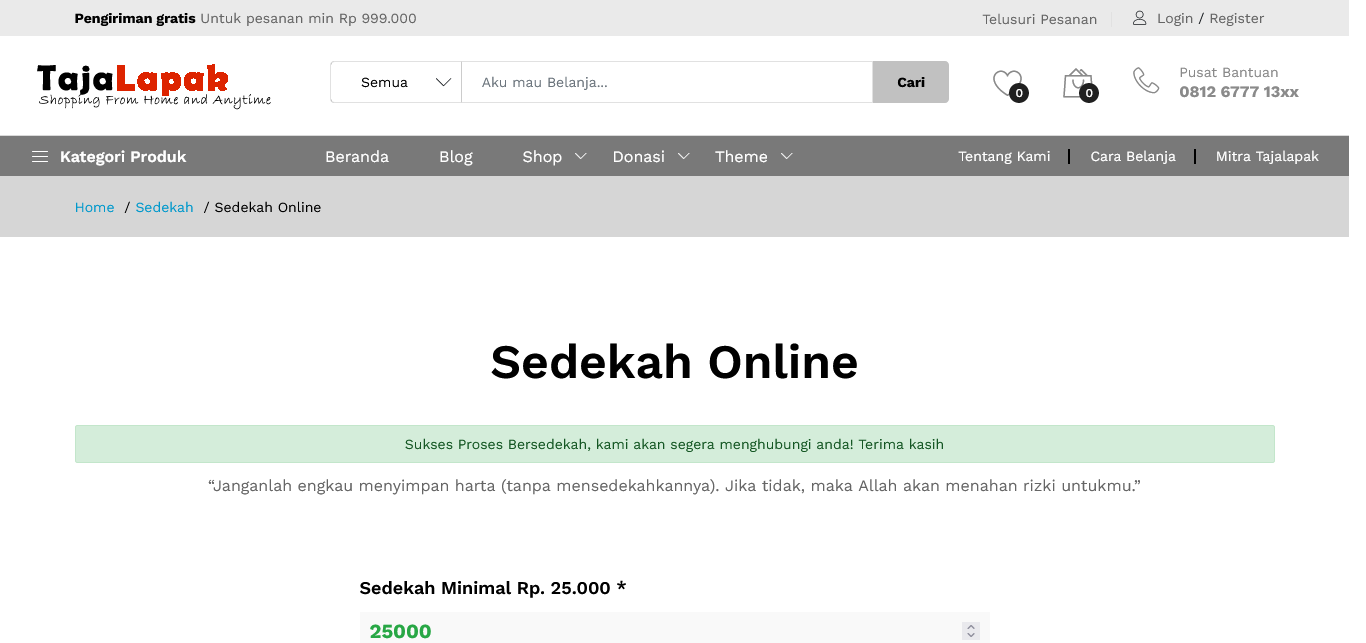 Pengiriman gratis Untuk pesanan min Rp 999.000
Telusuri Pesanan
Login / Register
TajaLapak
Shopping From Home and Anytime
Semua
Aku mau Belanja...
Cari
0
0
Pusat Bantuan
0812 6777 13xx
Kategori Produk
Beranda
Blog
Shop
Donasi
Theme
Tentang Kami
Cara Belanja
Mitra Tajalapak
Home / Sedekah / Sedekah Online
Sedekah Online
Sukses Proses Bersedekah, kami akan segera menghubungi anda! Terima kasih
“Janganlah engkau menyimpan harta (tanpa mensedekahkannya). Jika tidak, maka Allah akan menahan rizki untukmu.”
Sedekah Minimal Rp. 25.000 *
25000